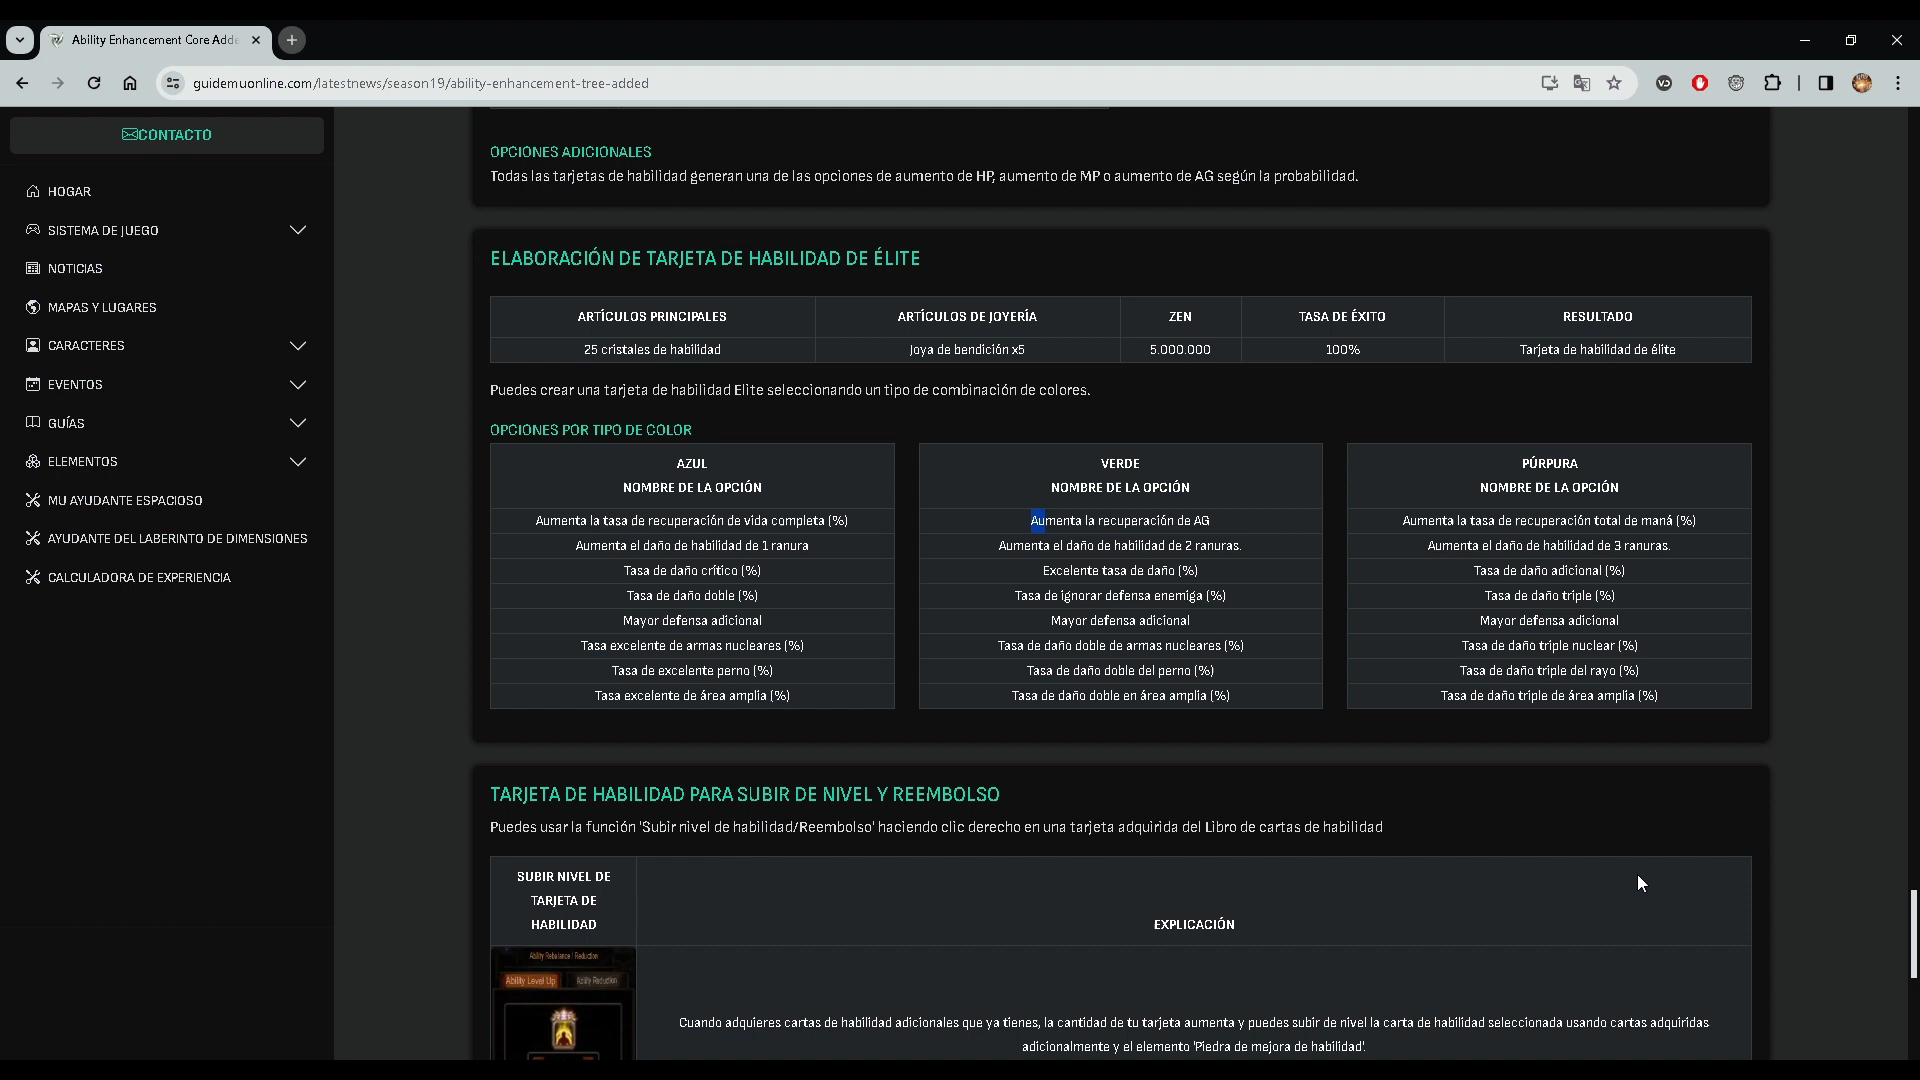 Ability Enhancement Core Adde
guidemuonline.com/latestnews/season19/ability-enhancement-tree-added
CONTACTO
HOGAR
SISTEMA DE JUEGO
NOTICIAS
MAPAS Y LUGARES
CARACTERES
EVENTOS
GUÍAS
ELEMENTOS
MU AYUDANTE ESPACIOSO
AYUDANTE DEL LABERINTO DE DIMENSIONES
CALCULADORA DE EXPERIENCIA
OPCIONES ADICIONALES
Todas las tarjetas de habilidad generan una de las opciones de aumento de HP, aumento de MP o aumento de AG según la probabilidad.
ELABORACIÓN DE TARJETA DE HABILIDAD DE ÉLITE
ARTÍCULOS PRINCIPALES ARTÍCULOS DE JOYERÍA ZEN TASA DE ÉXITO RESULTADO
25 cristales de habilidad Joya de bendición x5 5.000.000 100% Tarjeta de habilidad de élite
Puedes crear una tarjeta de habilidad Elite seleccionando un tipo de combinación de colores.
OPCIONES POR TIPO DE COLOR
AZUL
NOMBRE DE LA OPCIÓN
Aumenta la tasa de recuperación de vida completa (%)
Aumenta el daño de habilidad de 1 ranura
Tasa de daño crítico (%)
Tasa de daño doble (%)
Mayor defensa adicional
Tasa excelente de armas nucleares (%)
Tasa de excelente perno (%)
Tasa excelente de área amplia (%)
VERDE
NOMBRE DE LA OPCIÓN
Aumenta la recuperación de AG
Aumenta el daño de habilidad de 2 ranuras.
Excelente tasa de daño (%)
Tasa de ignorar defensa enemiga (%)
Mayor defensa adicional
Tasa de daño doble de armas nucleares (%)
Tasa de daño doble del perno (%)
Tasa de daño doble en área amplia (%)
PÚRPURA
NOMBRE DE LA OPCIÓN
Aumenta la tasa de recuperación total de maná (%)
Aumenta el daño de habilidad de 3 ranuras.
Tasa de daño adicional (%)
Tasa de daño triple (%)
Mayor defensa adicional
Tasa de daño triple nuclear (%)
Tasa de daño triple del rayo (%)
Tasa de daño triple de área amplia (%)
TARJETA DE HABILIDAD PARA SUBIR DE NIVEL Y REEMBOLSO
Puedes usar la función 'Subir nivel de habilidad/Reembolso' haciendo clic derecho en una tarjeta adquirida del Libro de cartas de habilidad
SUBIR NIVEL DE
TARJETA DE
HABILIDAD
EXPLICACIÓN
Ability Rebalance / Reduction
Ability Level Up Ability Reduction
Cuando adquieres cartas de habilidad adicionales que ya tienes, la cantidad de tu tarjeta aumenta y puedes subir de nivel la carta de habilidad seleccionada usando cartas adquiridas
adicionalmente y el elemento 'Piedra de mejora de habilidad'.